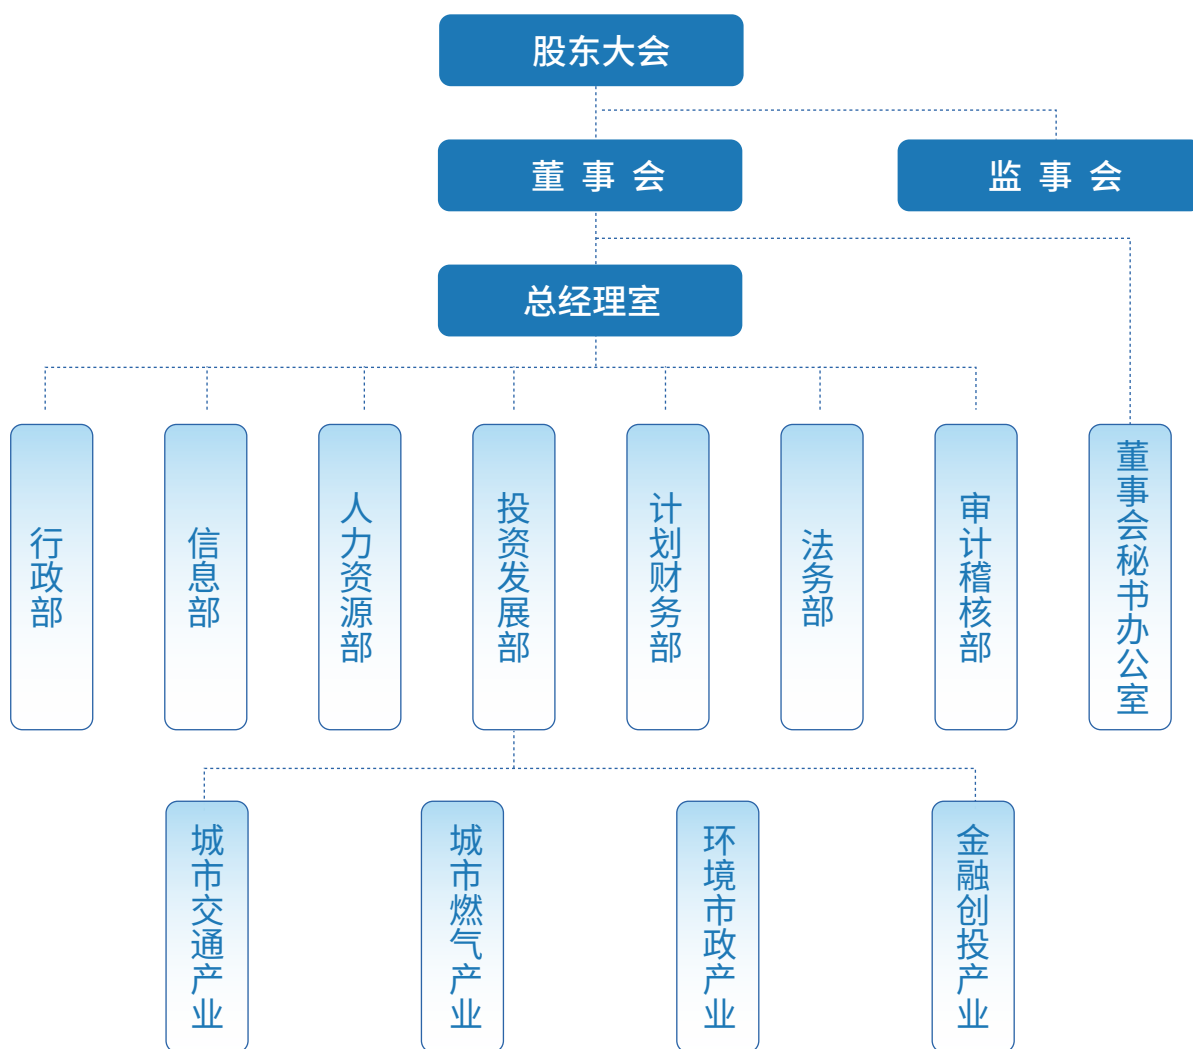 股东大会
董事会
监事会
总经理室
行政部
信息部
人力资源部
投资发展部
计划财务部
法务部
审计稽核部
董事会秘书办公室
城市交通产业
城市燃气产业
环境市政产业
金融创投产业